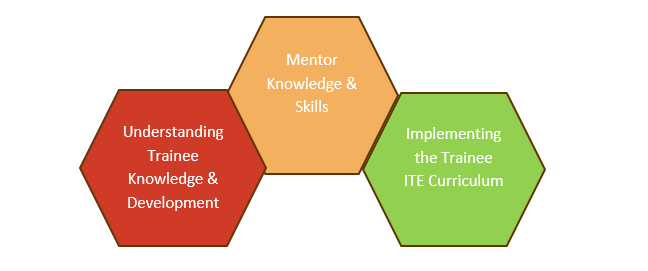 Mentor
Knowledge &
Skills
Understanding
Trainee
Knowledge &
Development
Implementing
the Trainee
ITE Curriculum